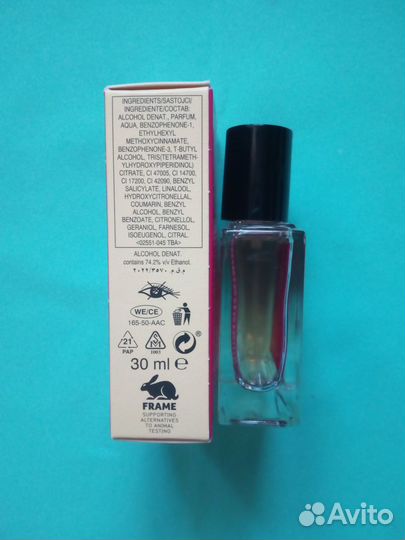 INGREDIENTS/SASTOJCI/
INGREDIENTE/СОСТАВ:
ALCOHOL DENAT., PARFUM,
AQUA, BENZOPHENONE-1,
ETHYLHEXYL
METHOXYCINNAMATE,
BENZOPHENONE-3, T-BUTYL
ALCOHOL, TRIS(TETRAMETH-
YLHYDROXYPIPERIDINOL)
CITRATE, CI 47005, CI 14700,
CI 17200, CI 42090, BENZYL
SALICYLATE, LINALOOL,
HYDROXYCITRONELLAL,
COUMARIN, BENZYL
ALCOHOL, BENZYL
BENZOATE, CITRONELLOL,
GERANIOL, FARNESOL,
ISOEUGENOL, CITRAL.
<02551-045 TBA>
ALCOHOL DENAT.
contains 74.2% v/v Ethanol.
م.ق.م. ٢٠٢٢/٣٥٧٠
WE/CE
165-50-AAC
21
PAP
1003
30 ml e
FRAME
SUPPORTING
ALTERNATIVES
TO ANIMAL
TESTING
Avito